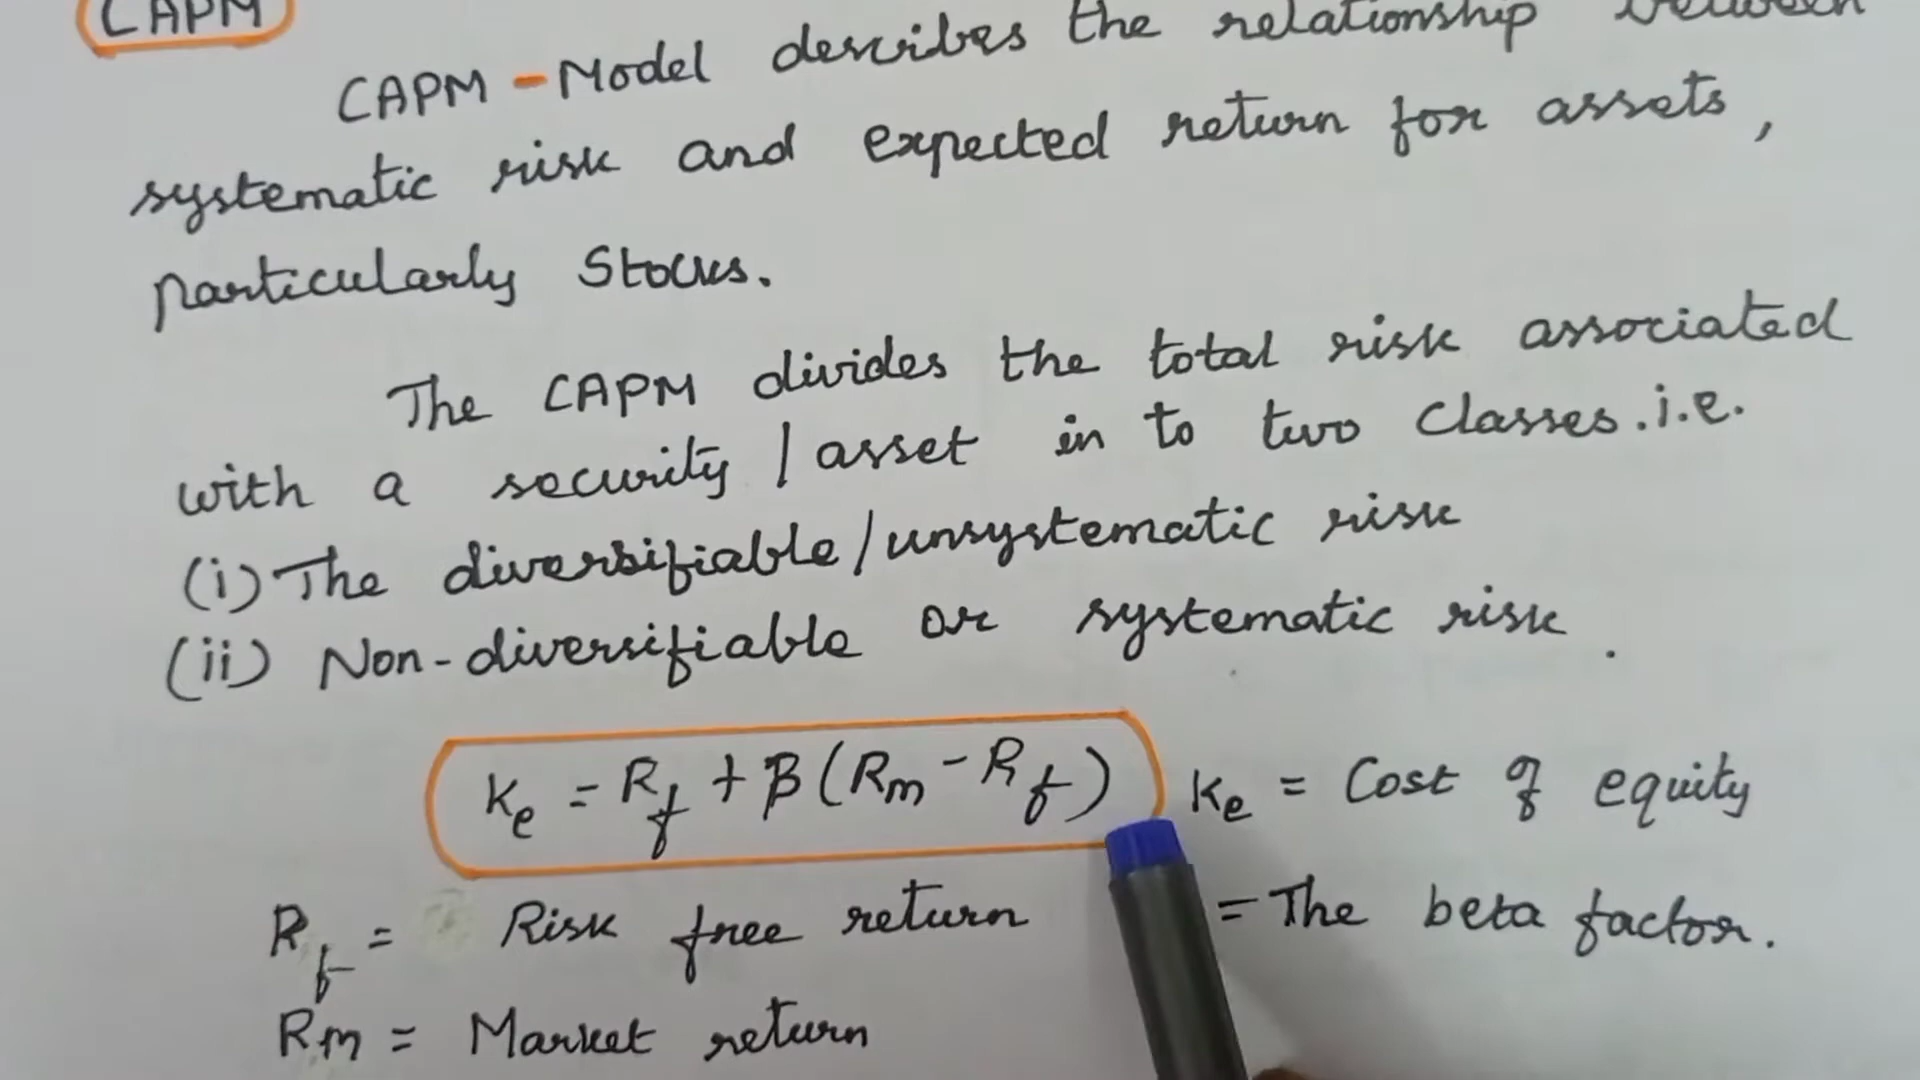 CAPM
CAPM - Model describes the relationship between
systematic risk and expected return for assets,
particularly Stocks.
The CAPM divides the total risk associated
with a security / asset in to two classes. i.e.
(i) The diversifiable/unsystematic risk
(ii) Non-diversifiable or systematic risk.
Ke = Rf + β (Rm - Rf) Ke = Cost of equity
Rf = Risk free return = The beta factor.
Rm = Market return